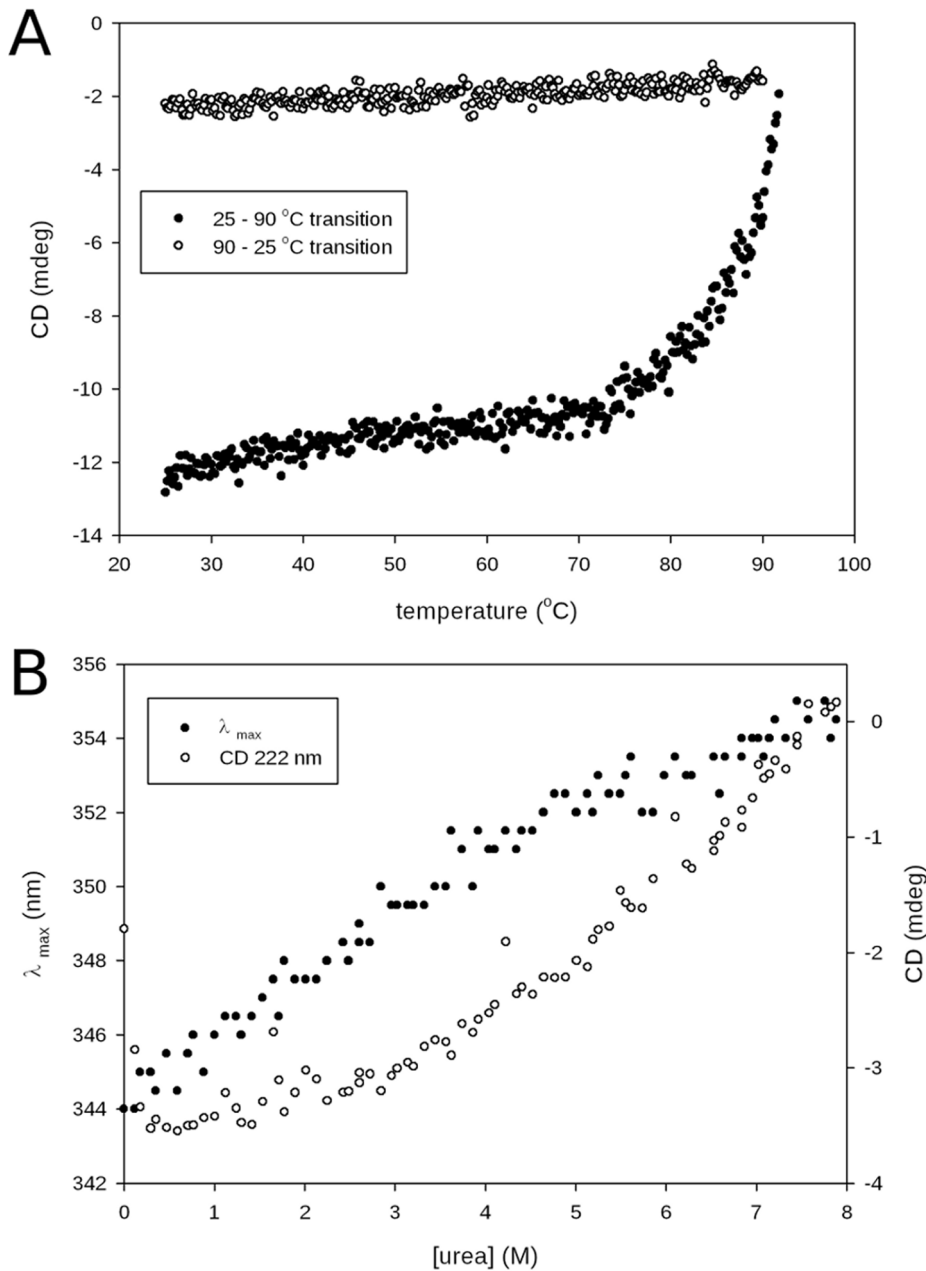 A
0
-2
-4
-6
-8
-10
-12
-14
CD (mdeg)
25 - 90 °C transition
90 - 25 °C transition
20 30 40 50 60 70 80 90 100
temperature (°C)
B
356
354
352
350
348
346
344
342
λ max (nm)
λ max
CD 222 nm
0
-1
-2
-3
-4
CD (mdeg)
0 1 2 3 4 5 6 7 8
[urea] (M)